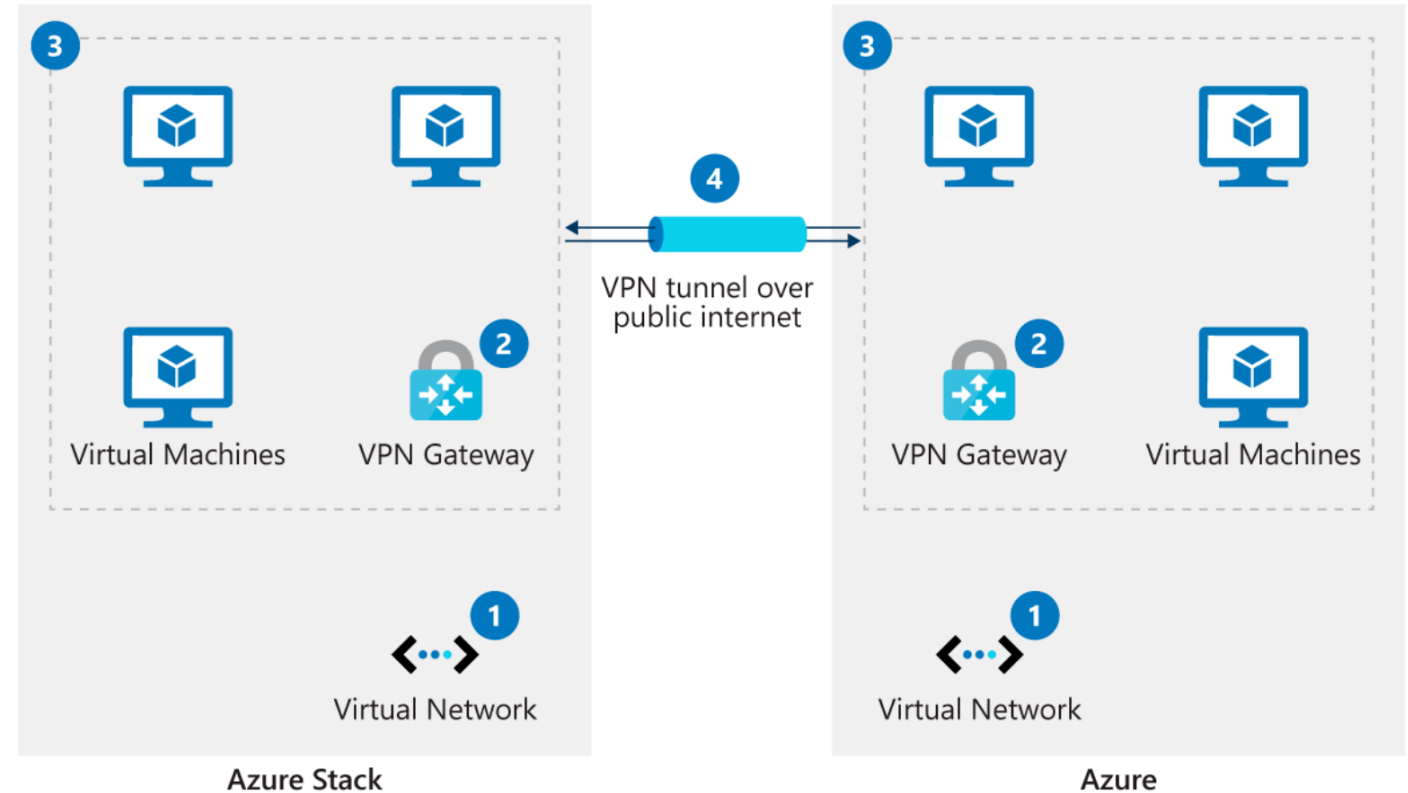 3
3
4
VPN tunnel over
public internet
2
2
Virtual Machines
VPN Gateway
VPN Gateway
Virtual Machines
1
1
Virtual Network
Virtual Network
Azure Stack
Azure